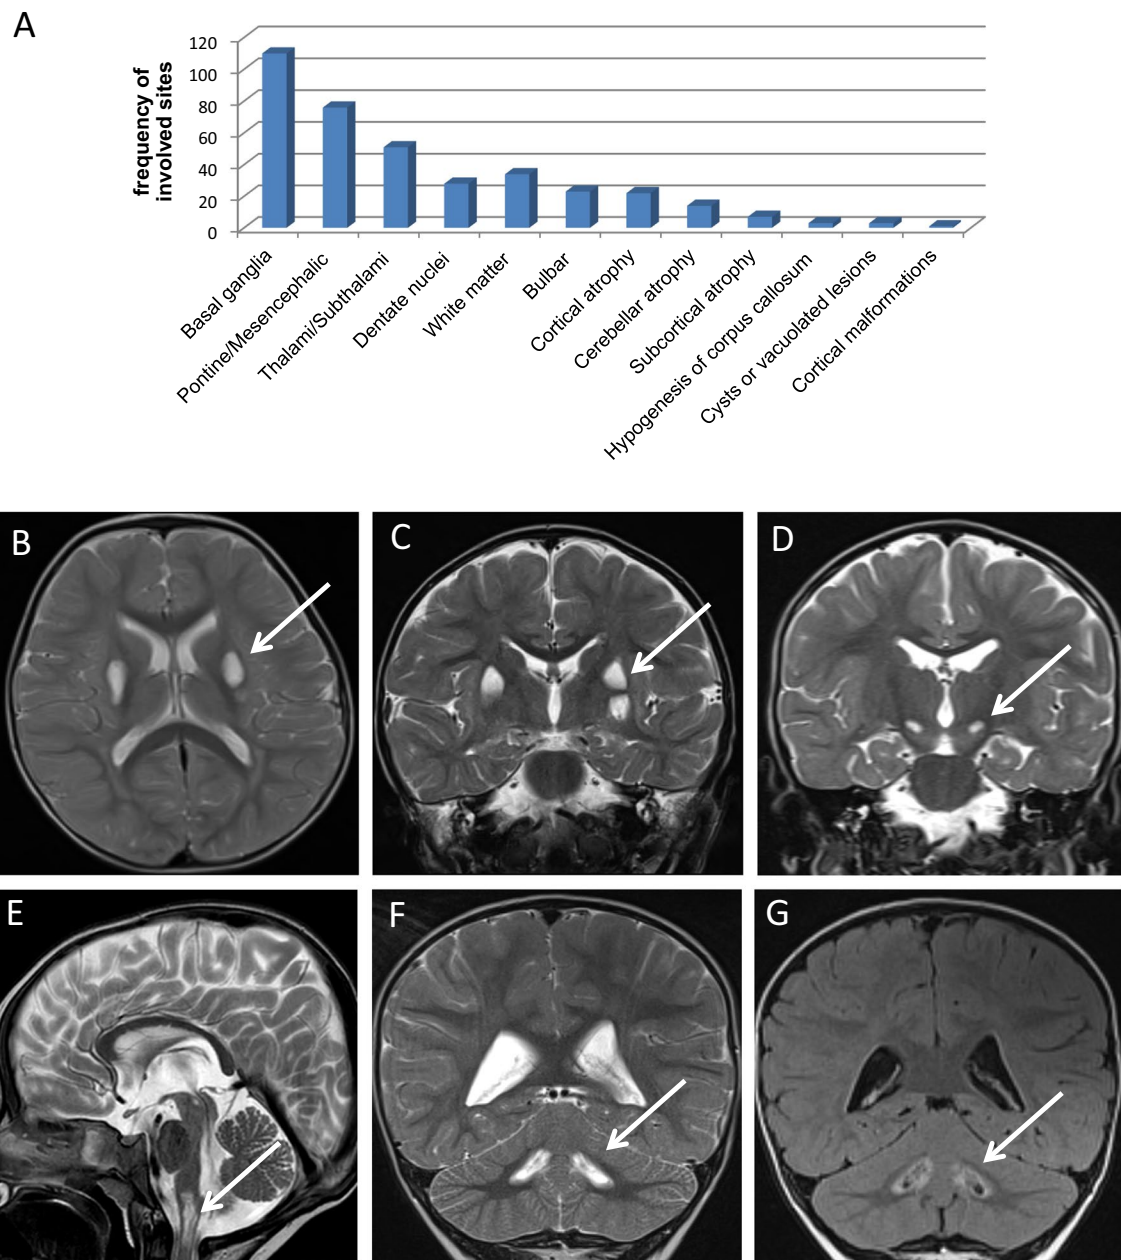 A
frequency of
involved sites
120
100
80
60
40
20
0
Basal ganglia
Pontine/Mesencephalic
Thalami/Subthalami
Dentate nuclei
White matter
Bulbar
Cortical atrophy
Cerebellar atrophy
Subcortical atrophy
Hypogenesis of corpus callosum
Cysts or vacuolated lesions
Cortical malformations
B
C
D
E
F
G